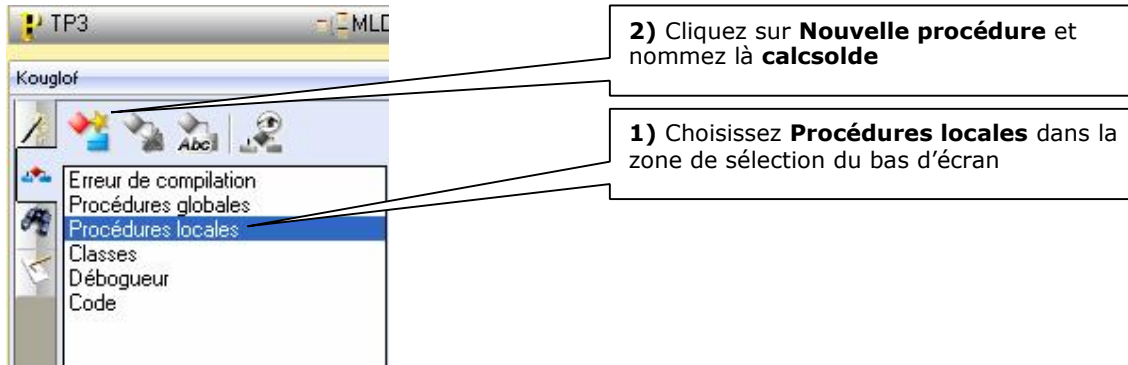 TP3
MLD
Kouglof
Abc
Erreur de compilation
Procédures globales
Procédures locales
Classes
Débogueur
Code
2) Cliquez sur Nouvelle procédure et
nommez là calcsolde
1) Choisissez Procédures locales dans la
zone de sélection du bas d’écran